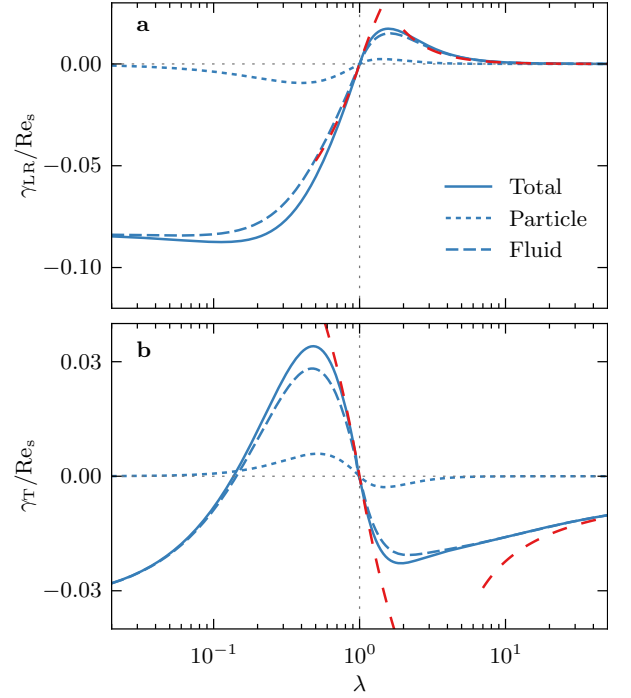 a
0.00
−0.05
−0.10
γLR/Res
Total
Particle
Fluid
b
0.03
0.00
−0.03
γT/Res
10⁻¹
10⁰
10¹
λ